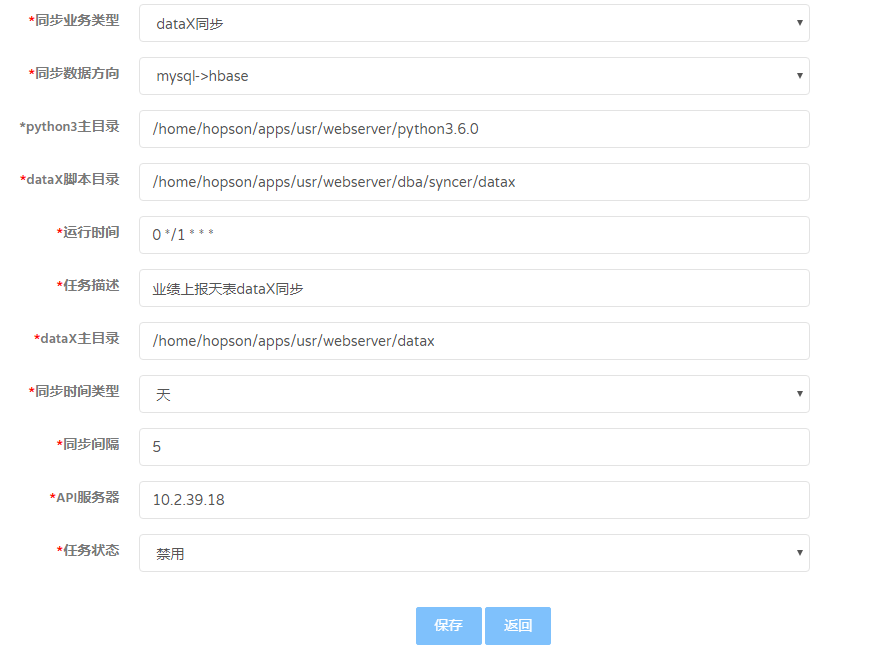 *同步业务类型 dataX同步
*同步数据方向 mysql->hbase
*python3主目录 /home/hopson/apps/usr/webserver/python3.6.0
*dataX脚本目录 /home/hopson/apps/usr/webserver/dba/syncer/datax
*运行时间 0 */1 * * *
*任务描述 业绩上报天表dataX同步
*dataX主目录 /home/hopson/apps/usr/webserver/datax
*同步时间类型 天
*同步间隔 5
*API服务器 10.2.39.18
*任务状态 禁用
保存 返回